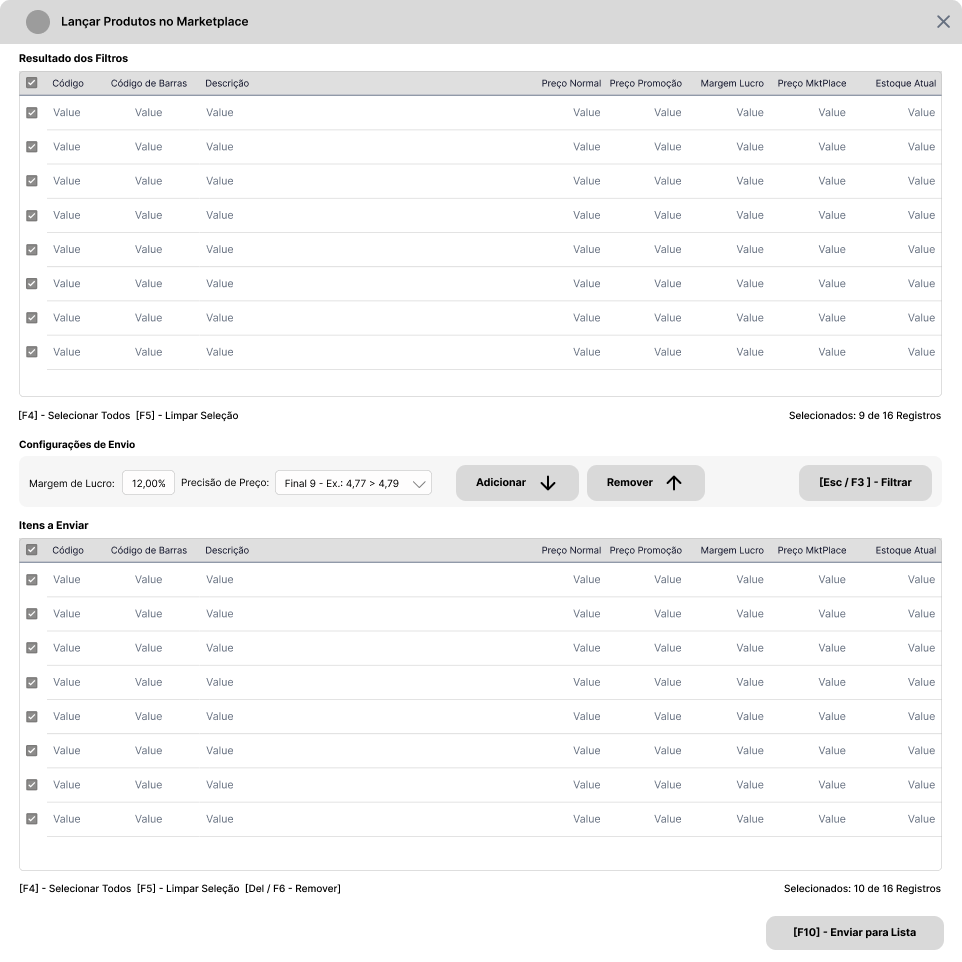 Lançar Produtos no Marketplace
Resultado dos Filtros
Código Código de Barras Descrição Preço Normal Preço Promoção Margem Lucro Preço MktPlace Estoque Atual
Value Value Value Value Value Value Value Value
Value Value Value Value Value Value Value Value
Value Value Value Value Value Value Value Value
Value Value Value Value Value Value Value Value
Value Value Value Value Value Value Value Value
Value Value Value Value Value Value Value Value
Value Value Value Value Value Value Value Value
Value Value Value Value Value Value Value Value
[F4] - Selecionar Todos [F5] - Limpar Seleção Selecionados: 9 de 16 Registros
Configurações de Envio
Margem de Lucro: 12,00% Precisão de Preço: Final 9 - Ex.: 4,77 > 4,79 Adicionar Remover [Esc / F3 ] - Filtrar
Itens a Enviar
Código Código de Barras Descrição Preço Normal Preço Promoção Margem Lucro Preço MktPlace Estoque Atual
Value Value Value Value Value Value Value Value
Value Value Value Value Value Value Value Value
Value Value Value Value Value Value Value Value
Value Value Value Value Value Value Value Value
Value Value Value Value Value Value Value Value
Value Value Value Value Value Value Value Value
Value Value Value Value Value Value Value Value
Value Value Value Value Value Value Value Value
[F4] - Selecionar Todos [F5] - Limpar Seleção [Del / F6 - Remover] Selecionados: 10 de 16 Registros
[F10] - Enviar para Lista